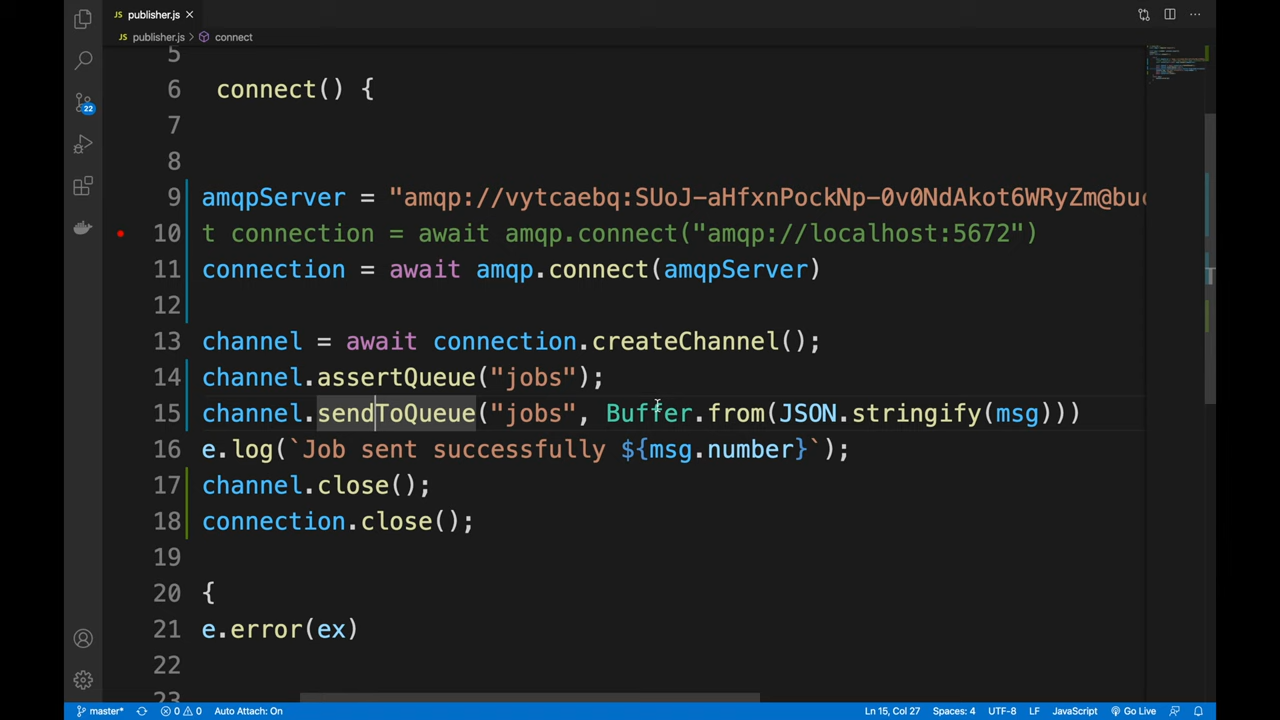 JS publisher.js
JS publisher.js connect
5
6 connect() {
7
8
9 amqpServer = "amqp://vytcaebq:SUoJ-aHfxnPockNp-0v0NdAkot6WRyZm@buc
10 t connection = await amqp.connect("amqp://localhost:5672")
11 connection = await amqp.connect(amqpServer)
12
13 channel = await connection.createChannel();
14 channel.assertQueue("jobs");
15 channel.sendToQueue("jobs", Buffer.from(JSON.stringify(msg)))
16 e.log(`Job sent successfully ${msg.number}`);
17 channel.close();
18 connection.close();
19
20 {
21 e.error(ex)
22
23
22
master* 0 0 Auto Attach: On Ln 15, Col 27 Spaces: 4 UTF-8 LF JavaScript Go Live